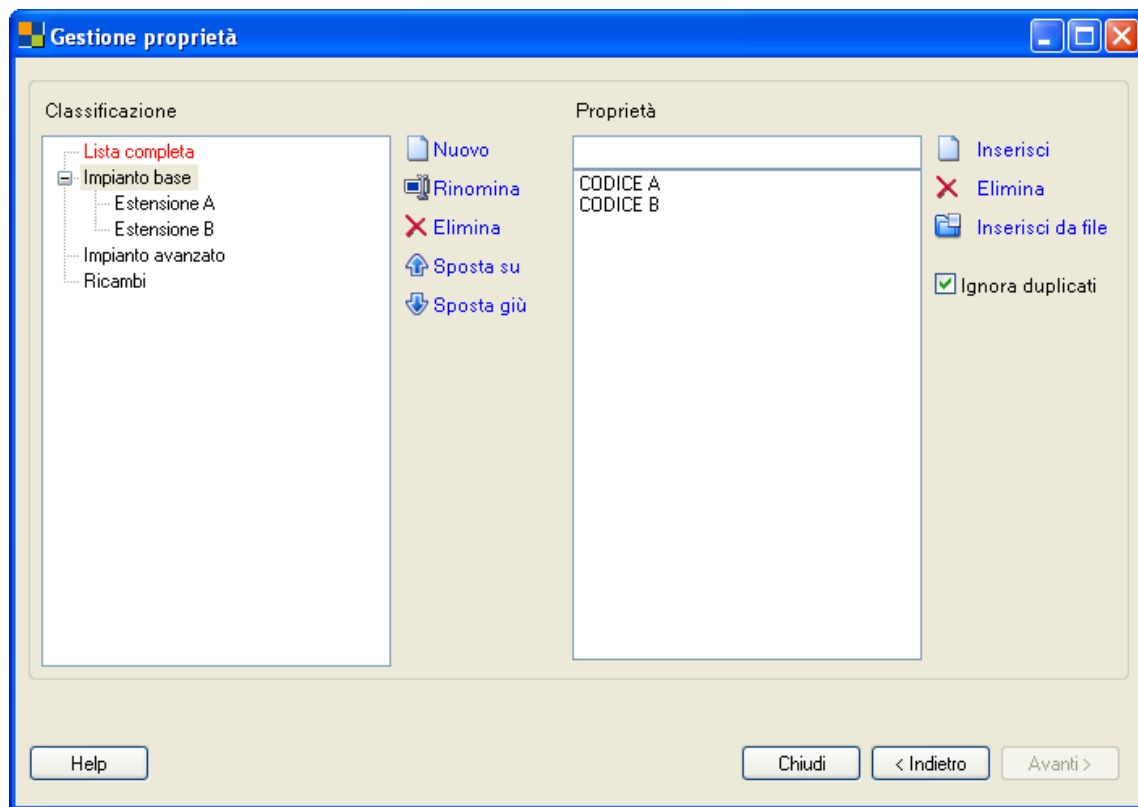 Gestione proprietà
Classificazione
Lista completa
Impianto base
Estensione A
Estensione B
Impianto avanzato
Ricambi
Nuovo
Rinomina
Elimina
Sposta su
Sposta giù
Proprietà
CODICE A
CODICE B
Inserisci
Elimina
Inserisci da file
Ignora duplicati
Help
Chiudi
< Indietro
Avanti >